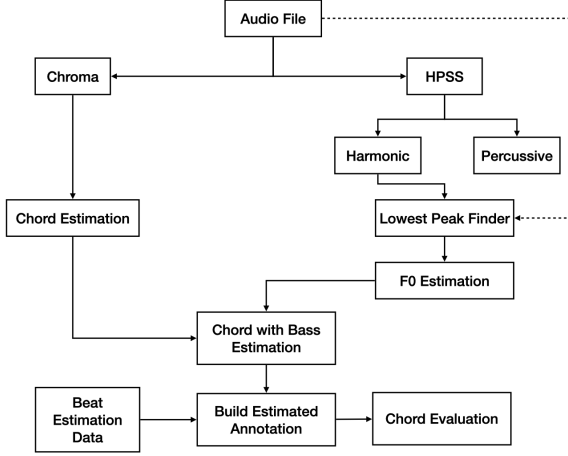 Audio File
Chroma
HPSS
Harmonic
Percussive
Chord Estimation
Lowest Peak Finder
F0 Estimation
Chord with Bass
Estimation
Beat
Estimation
Data
Build Estimated
Annotation
Chord Evaluation